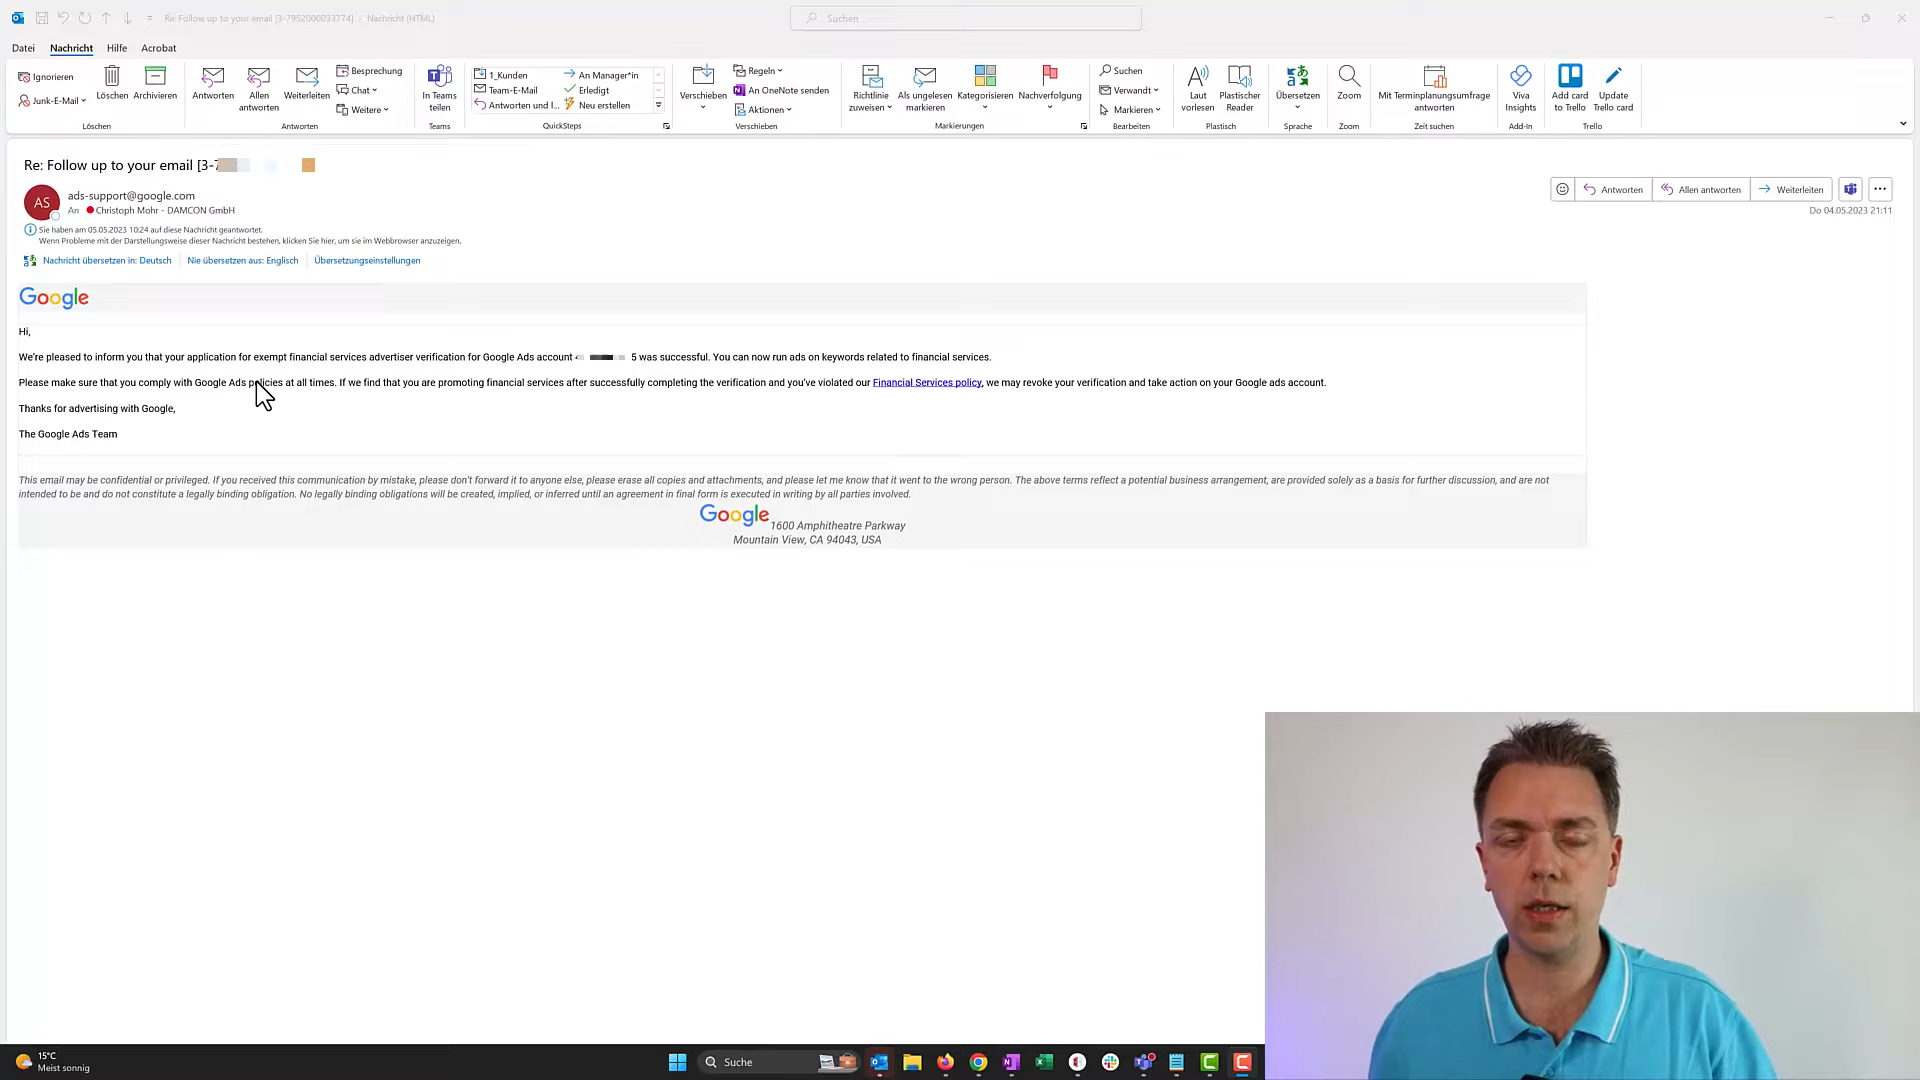 Re: Follow up to your email [3-7952000033774] - Nachricht (HTML)
Suchen
Datei Nachricht Hilfe Acrobat
Ignorieren
Junk-E-Mail
Löschen
Archivieren
Löschen
Antworten
Allen antworten
Weiterleiten
Besprechung
Chat
Weitere
Antworten
In Teams teilen
Teams
1_Kunden
Team-E-Mail
Antworten und l...
An Manager*in
Erledigt
Neu erstellen
QuickSteps
Verschieben
Regeln
An OneNote senden
Aktionen
Verschieben
Richtlinie zuweisen
Als ungelesen markieren
Kategorisieren
Nachverfolgung
Markierungen
Suchen
Verwandt
Markieren
Bearbeiten
Laut vorlesen
Plastischer Reader
Plastisch
Übersetzen
Sprache
Zoom
Zoom
Mit Terminplanungsumfrage antworten
Zeit suchen
Viva Insights
Add-In
Add card to Trello
Update Trello card
Trello
Re: Follow up to your email [3-7
AS
ads-support@google.com
An Christoph Mohr - DAMCON GmbH
Antworten Allen antworten Weiterleiten
Do 04.05.2023 21:11
Sie haben am 05.05.2023 10:24 auf diese Nachricht geantwortet.
Wenn Probleme mit der Darstellungsweise dieser Nachricht bestehen, klicken Sie hier, um sie im Webbrowser anzuzeigen.
Nachricht übersetzen in: Deutsch Nie übersetzen aus: Englisch Übersetzungseinstellungen
Google
Hi,
We're pleased to inform you that your application for exempt financial services advertiser verification for Google Ads account 5 was successful. You can now run ads on keywords related to financial services.
Please make sure that you comply with Google Ads policies at all times. If we find that you are promoting financial services after successfully completing the verification and you've violated our Financial Services policy, we may revoke your verification and take action on your Google ads account.
Thanks for advertising with Google,
The Google Ads Team
This email may be confidential or privileged. If you received this communication by mistake, please don't forward it to anyone else, please erase all copies and attachments, and please let me know that it went to the wrong person. The above terms reflect a potential business arrangement, are provided solely as a basis for further discussion, and are not
intended to be and do not constitute a legally binding obligation. No legally binding obligations will be created, implied, or inferred until an agreement in final form is executed in writing by all parties involved.
Google 1600 Amphitheatre Parkway
Mountain View, CA 94043, USA
15°C
Meist sonnig
Suche